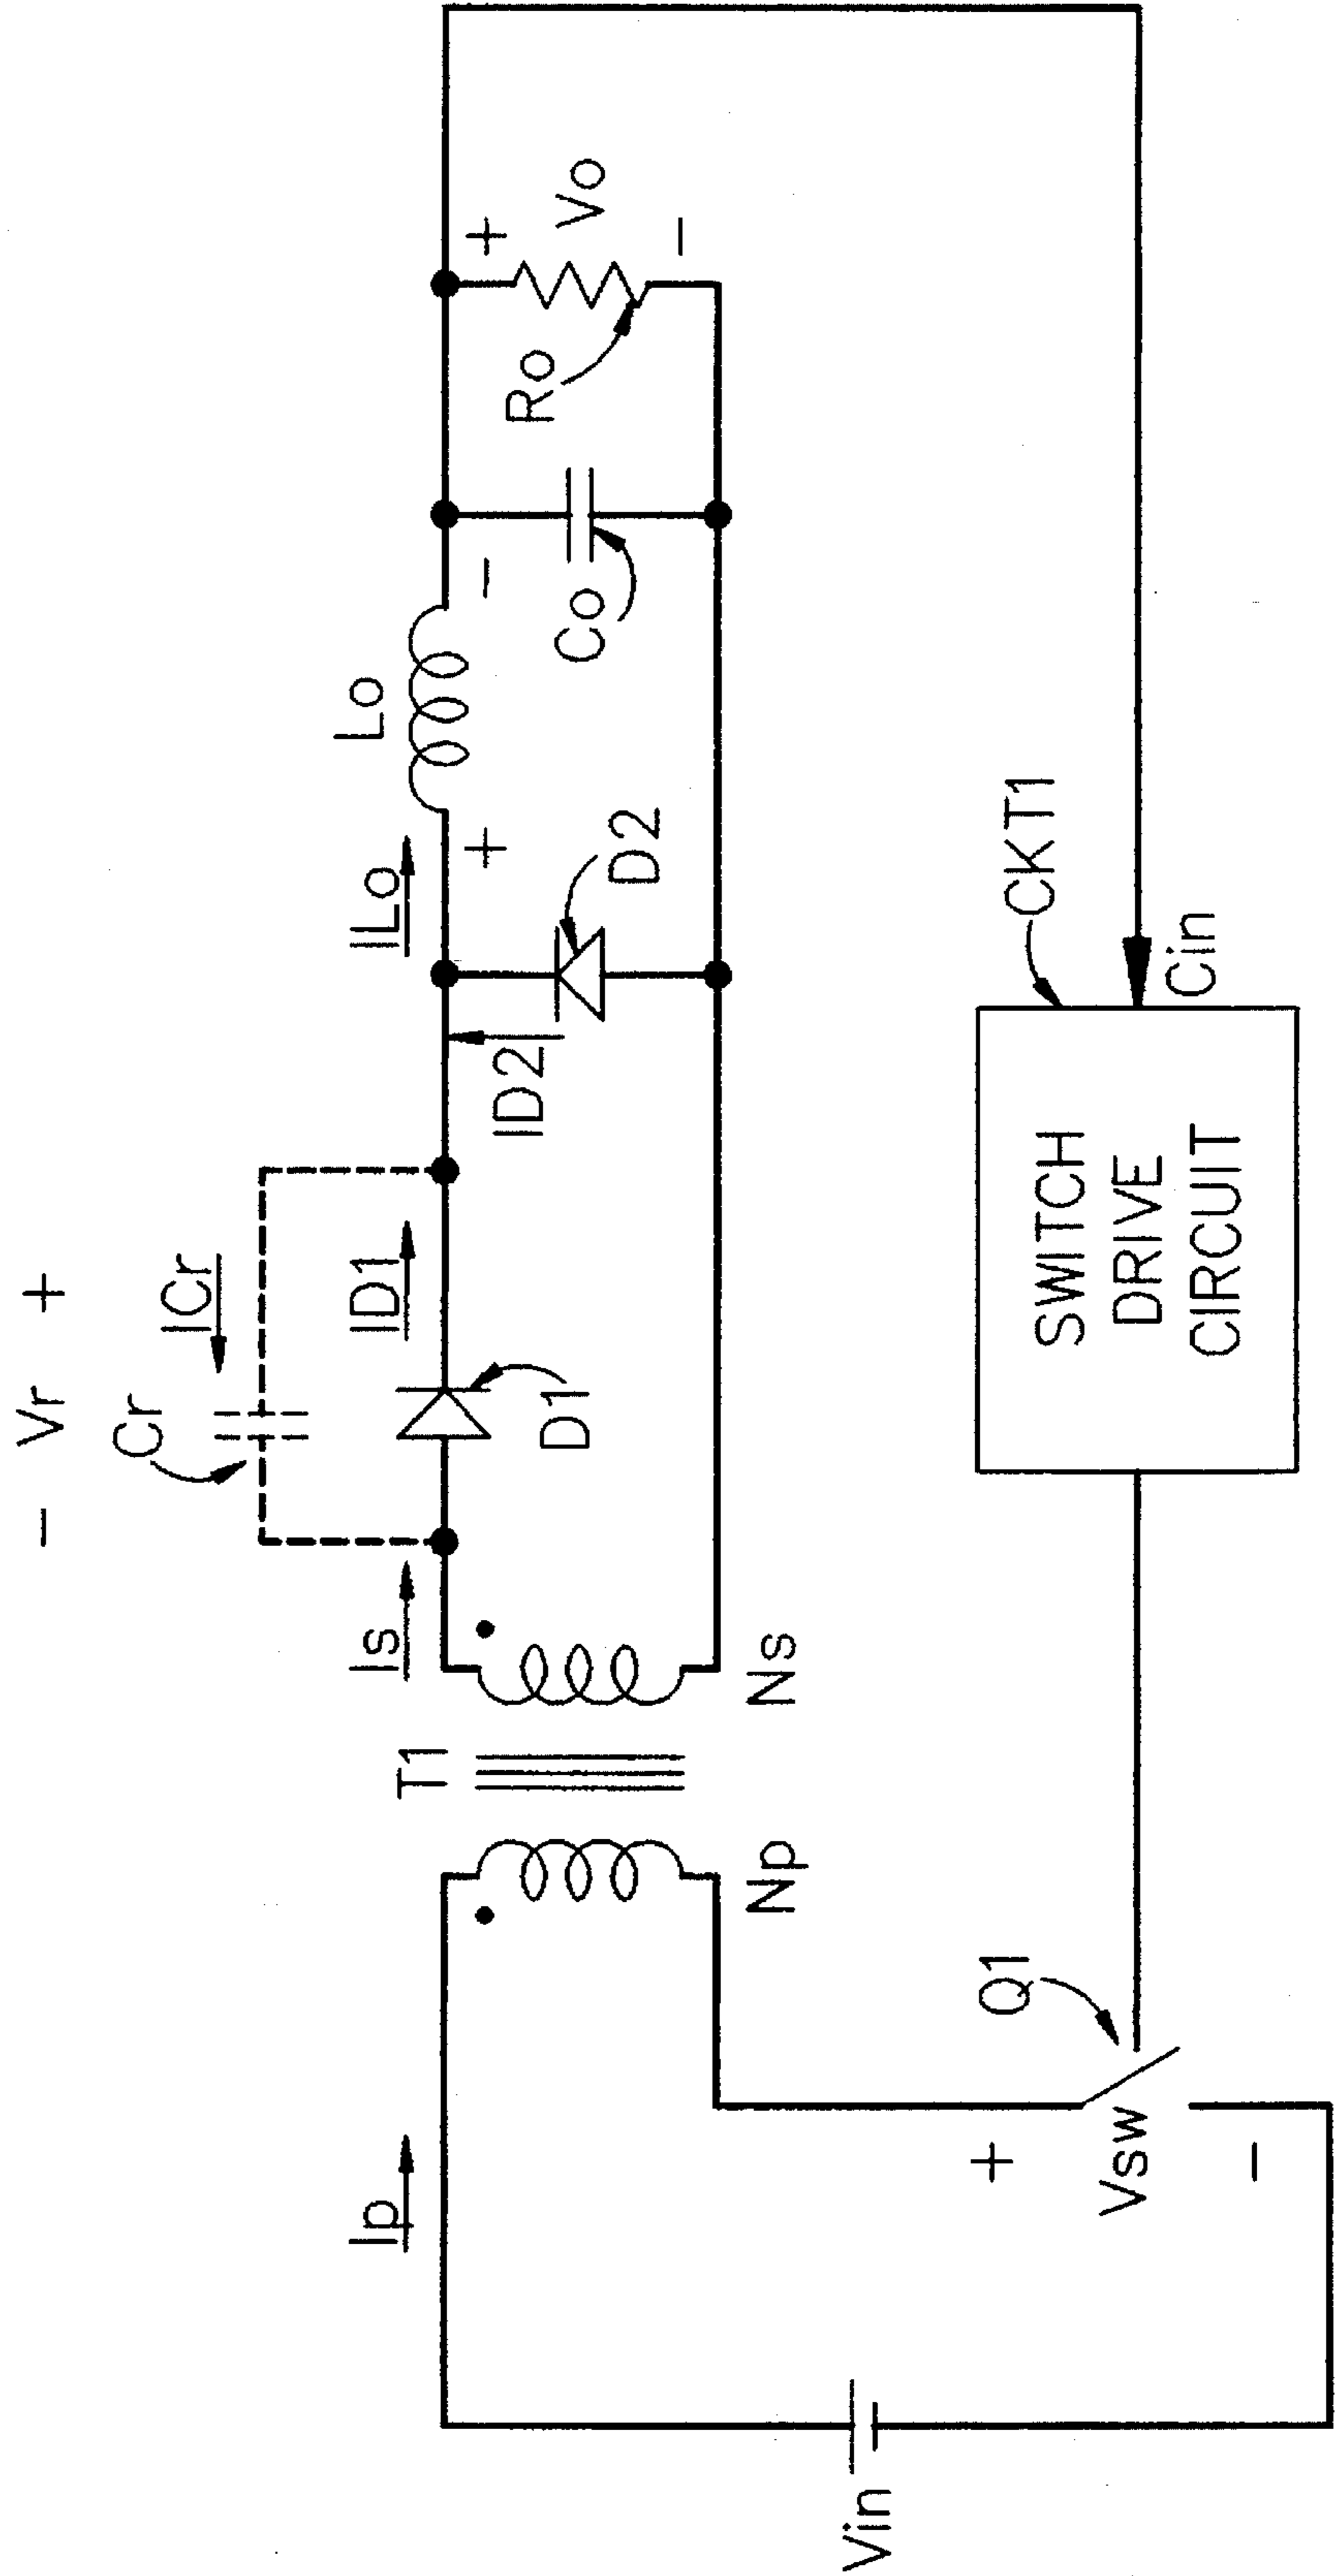 - Vr +
Cr
ICr
Ip
T1
Is
ID1
ILo
Lo
D1
ID2
+
-
D2
Co
Ro
+
Vo
-
Np
Ns
Vin
Q1
+
Vsw
-
SWITCH
DRIVE
CIRCUIT
CKT1
Cin